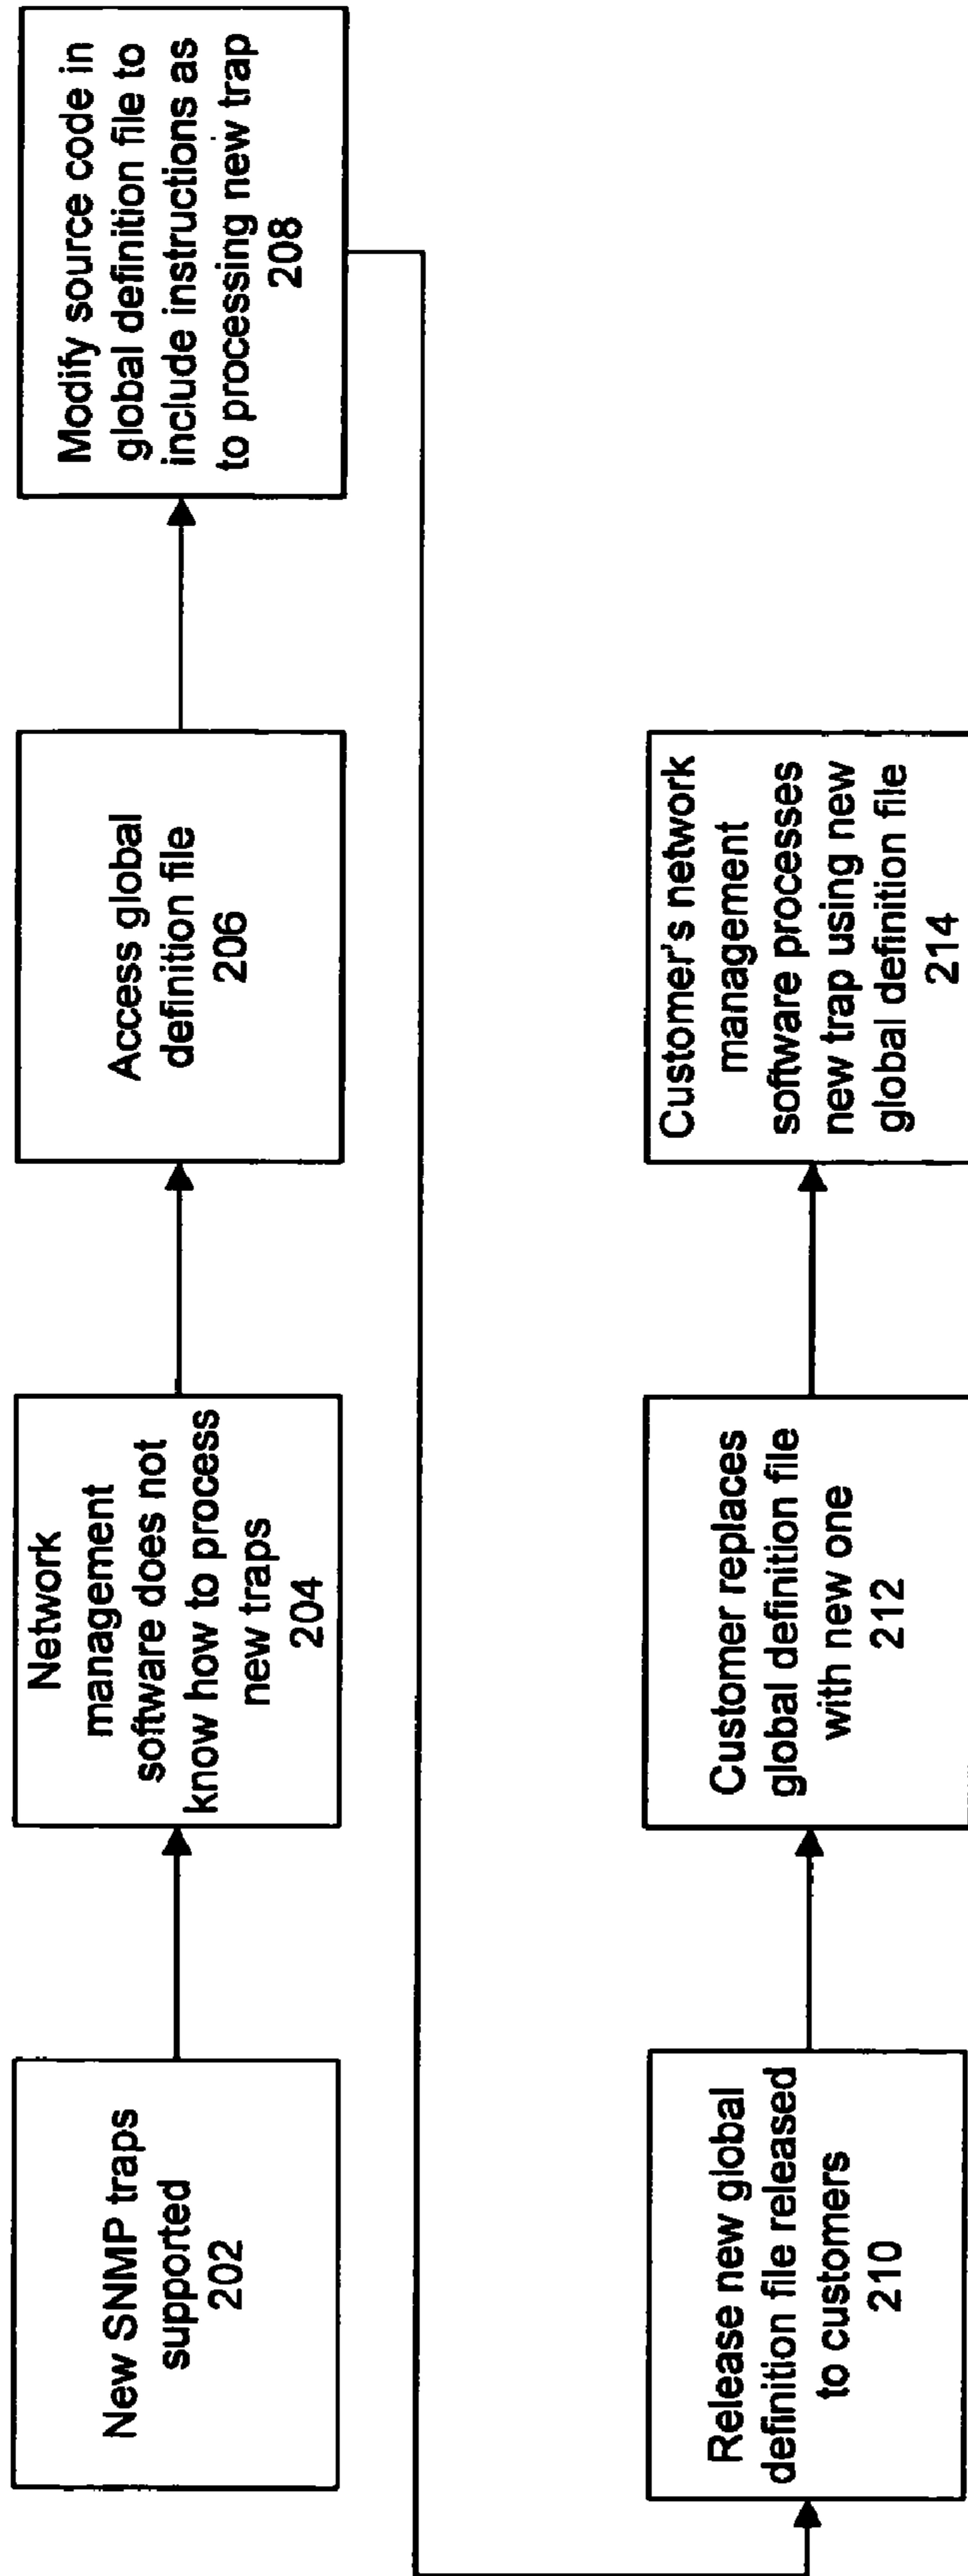 New SNMP traps
supported
202
Network
management
software does not
know how to process
new traps
204
Access global
definition file
206
Modify source code in
global definition file to
include instructions as
to processing new trap
208
Release new global
definition file released
to customers
210
Customer replaces
global definition file
with new one
212
Customer's network
management
software processes
new trap using new
global definition file
214